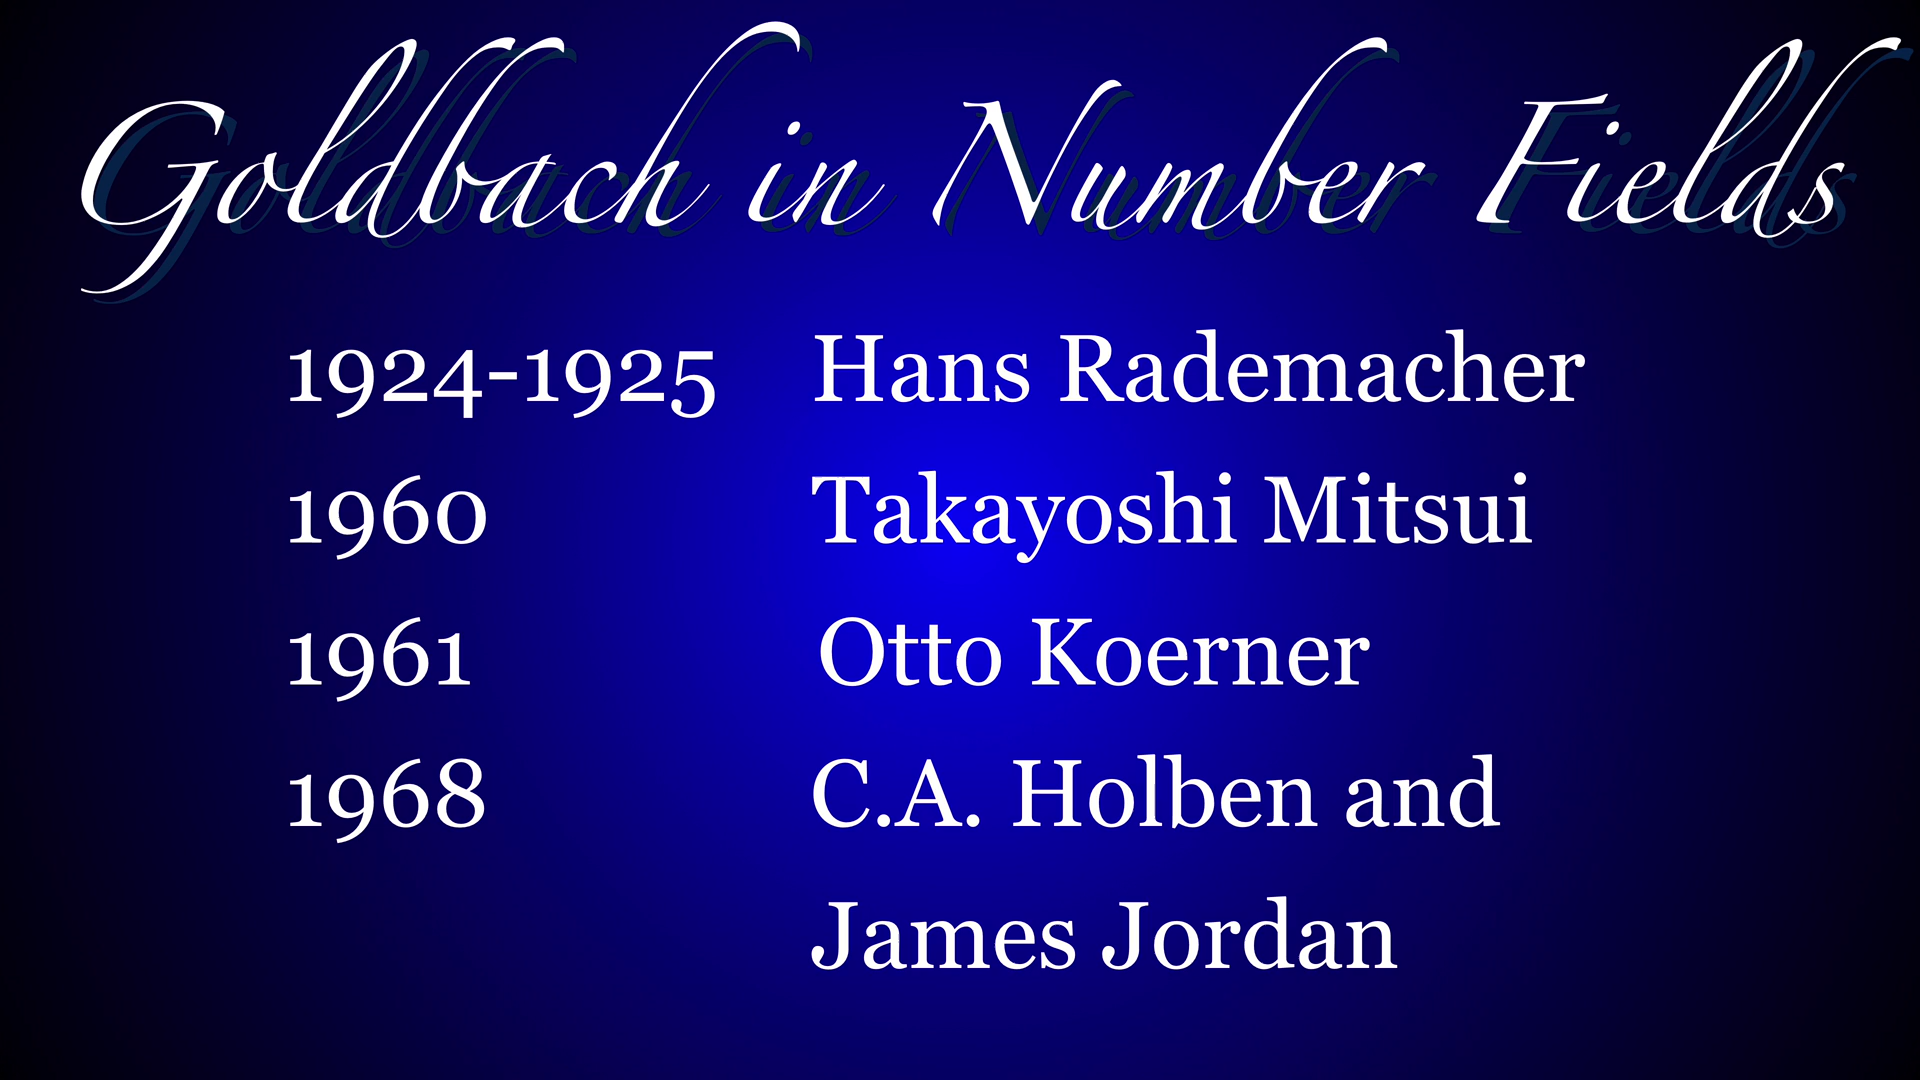 Goldbach in Number Fields
1924-1925 Hans Rademacher
1960 Takayoshi Mitsui
1961 Otto Koerner
1968 C.A. Holben and
James Jordan